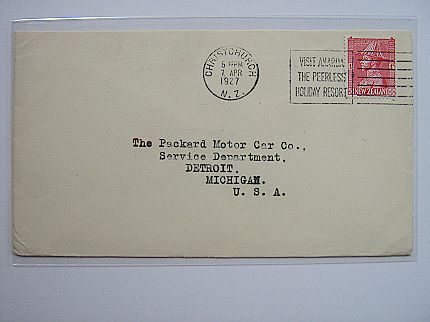 CHRISTCHURCH
5 PM
7 APR
1927
N.Z.
VISIT AKAROA
THE PEERLESS
HOLIDAY RESORT
NEW ZEALAND
The Packard Motor Car Co.,
Service Department,
DETROIT.
MICHIGAN.
U. S. A.